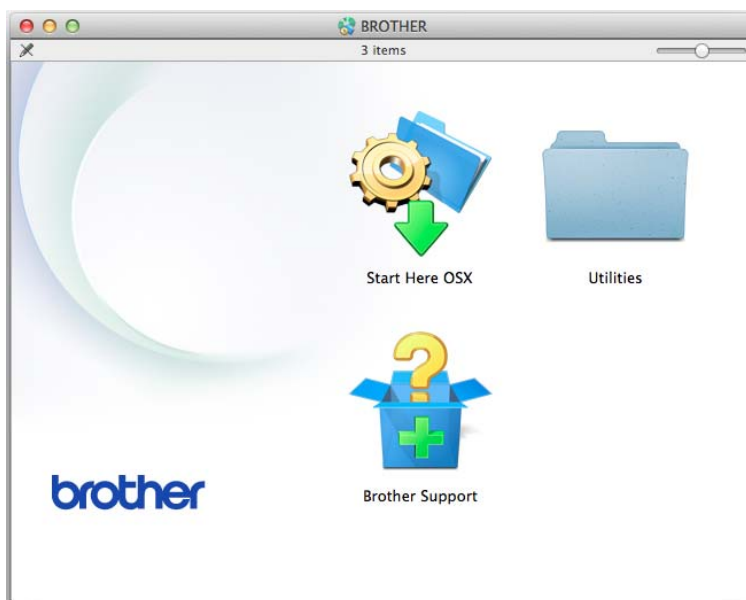 BROTHER
3 items
Start Here OSX
Utilities
Brother Support
brother